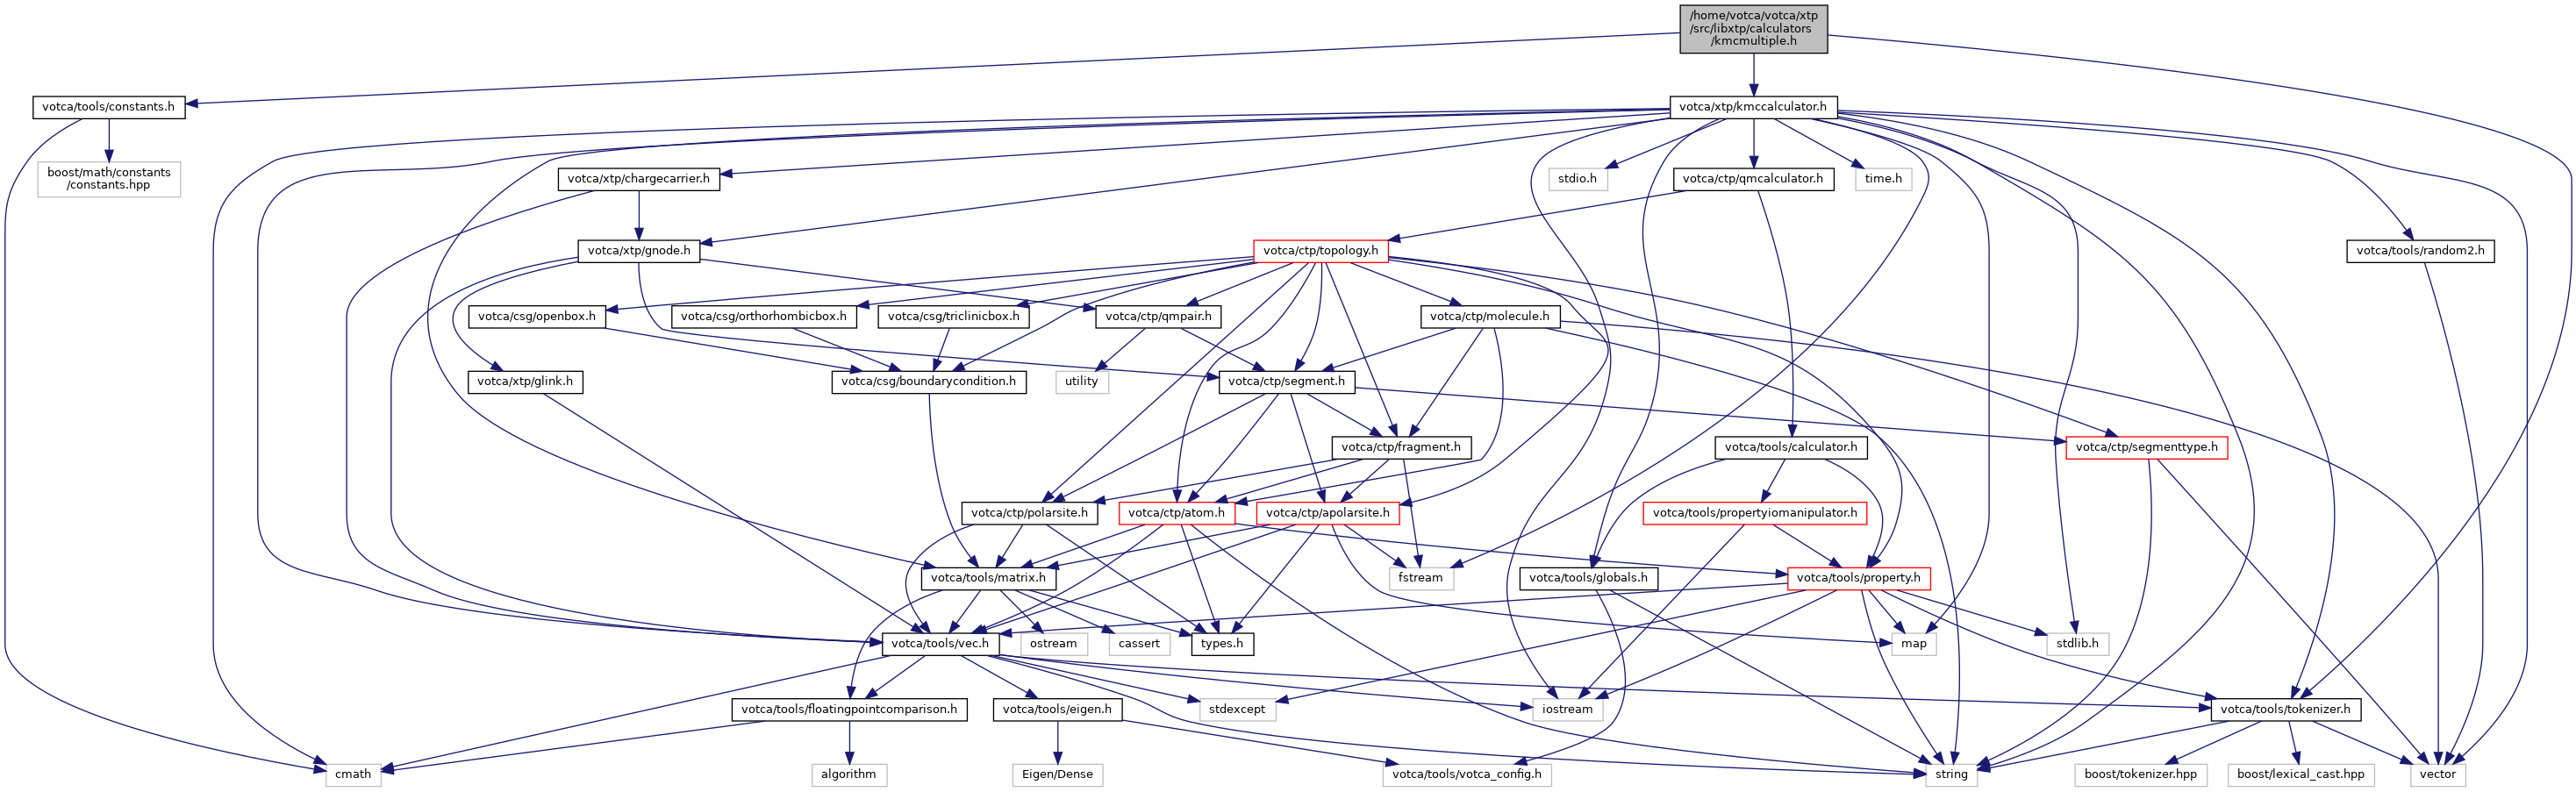 /home/votca/votca/xtp
/src/libxtp/calculators
/kmcmultiple.h
votca/tools/constants.h
votca/xtp/kmccalculator.h
boost/math/constants
/constants.hpp
votca/xtp/chargecarrier.h
stdio.h
votca/ctp/qmcalculator.h
time.h
votca/xtp/gnode.h
votca/ctp/topology.h
votca/tools/random2.h
votca/csg/openbox.h
votca/csg/orthorhombicbox.h
votca/csg/triclinicbox.h
votca/ctp/qmpair.h
votca/ctp/molecule.h
votca/xtp/glink.h
votca/csg/boundarycondition.h
utility
votca/ctp/segment.h
votca/ctp/fragment.h
votca/tools/calculator.h
votca/ctp/segmenttype.h
votca/ctp/polarsite.h
votca/ctp/atom.h
votca/ctp/apolarsite.h
votca/tools/propertyiomanipulator.h
votca/tools/matrix.h
fstream
votca/tools/globals.h
votca/tools/property.h
votca/tools/vec.h
ostream
cassert
types.h
map
stdlib.h
votca/tools/floatingpointcomparison.h
votca/tools/eigen.h
stdexcept
iostream
votca/tools/tokenizer.h
cmath
algorithm
Eigen/Dense
votca/tools/votca_config.h
string
boost/tokenizer.hpp
boost/lexical_cast.hpp
vector